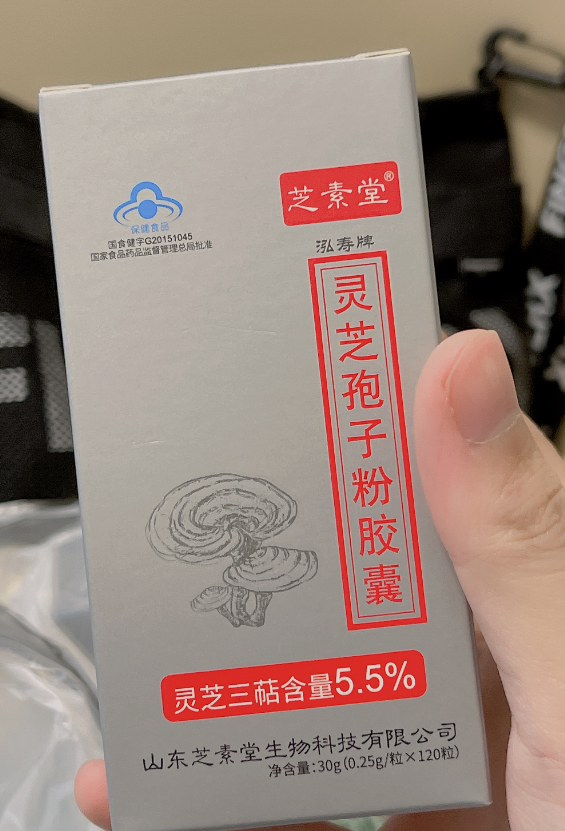 芝素堂®
保健食品
国食健字G20151045
国家食品药品监督管理总局批准
泓寿牌
灵芝孢子粉胶囊
灵芝三萜含量5.5%
山东芝素堂生物科技有限公司
净含量：30g(0.25g/粒×120粒)